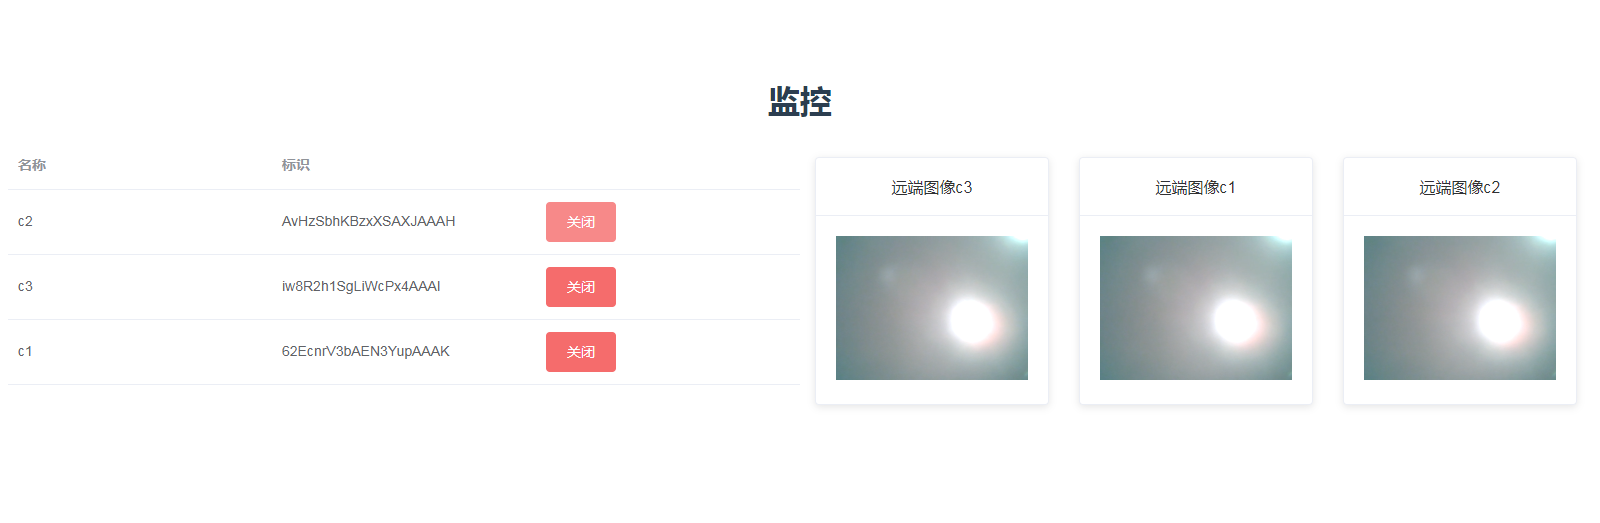 监控
名称 标识
c2 AvHzSbhKBzxXSAXJAAAH 关闭
c3 iw8R2h1SgLiWcPx4AAAI 关闭
c1 62EcnrV3bAEN3YupAAAK 关闭
远端图像c3
远端图像c1
远端图像c2